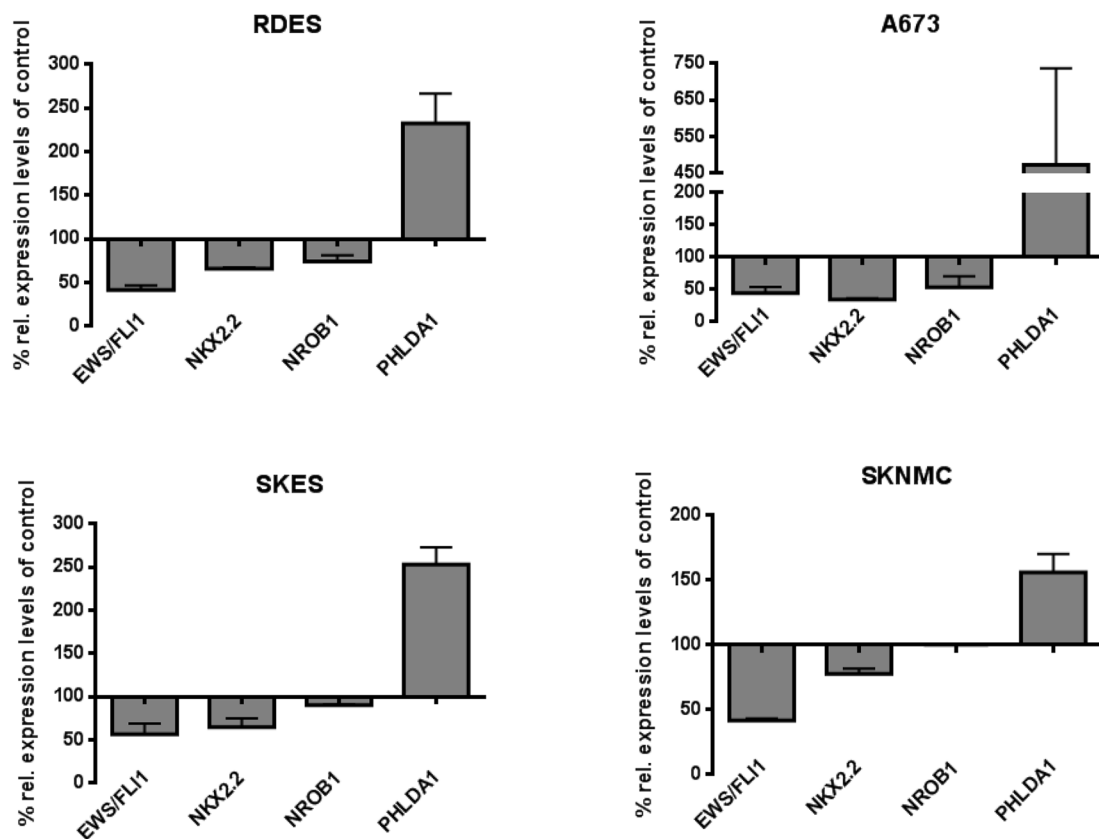 RDES
% rel. expression levels of control
300
250
200
150
100
50
0
EWS/FLI1
NKX2.2
NROB1
PHLDA1
A673
% rel. expression levels of control
750
650
550
450
200
150
100
50
0
EWS/FLI1
NKX2.2
NROB1
PHLDA1
SKES
% rel. expression levels of control
300
250
200
150
100
50
0
EWS/FLI1
NKX2.2
NROB1
PHLDA1
SKNMC
% rel. expression levels of control
200
150
100
50
0
EWS/FLI1
NKX2.2
NROB1
PHLDA1